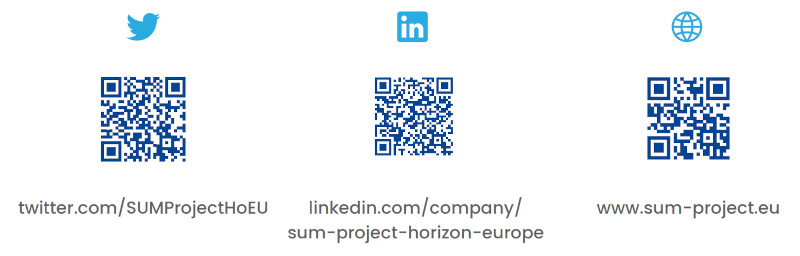 twitter.com/SUMProjectHoEU
linkedin.com/company/
sum-project-horizon-europe
www.sum-project.eu